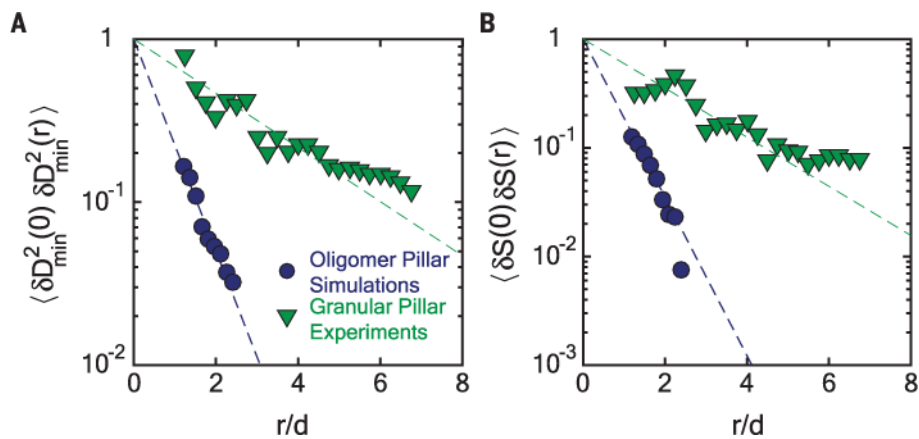 A
B
1
10⁻¹
10⁻²
⟨ δD²min(0) δD²min(r) ⟩
Oligomer Pillar
Simulations
Granular Pillar
Experiments
0 2 4 6 8
r/d
1
10⁻¹
10⁻²
10⁻³
⟨ δS(0) δS(r) ⟩
0 2 4 6 8
r/d